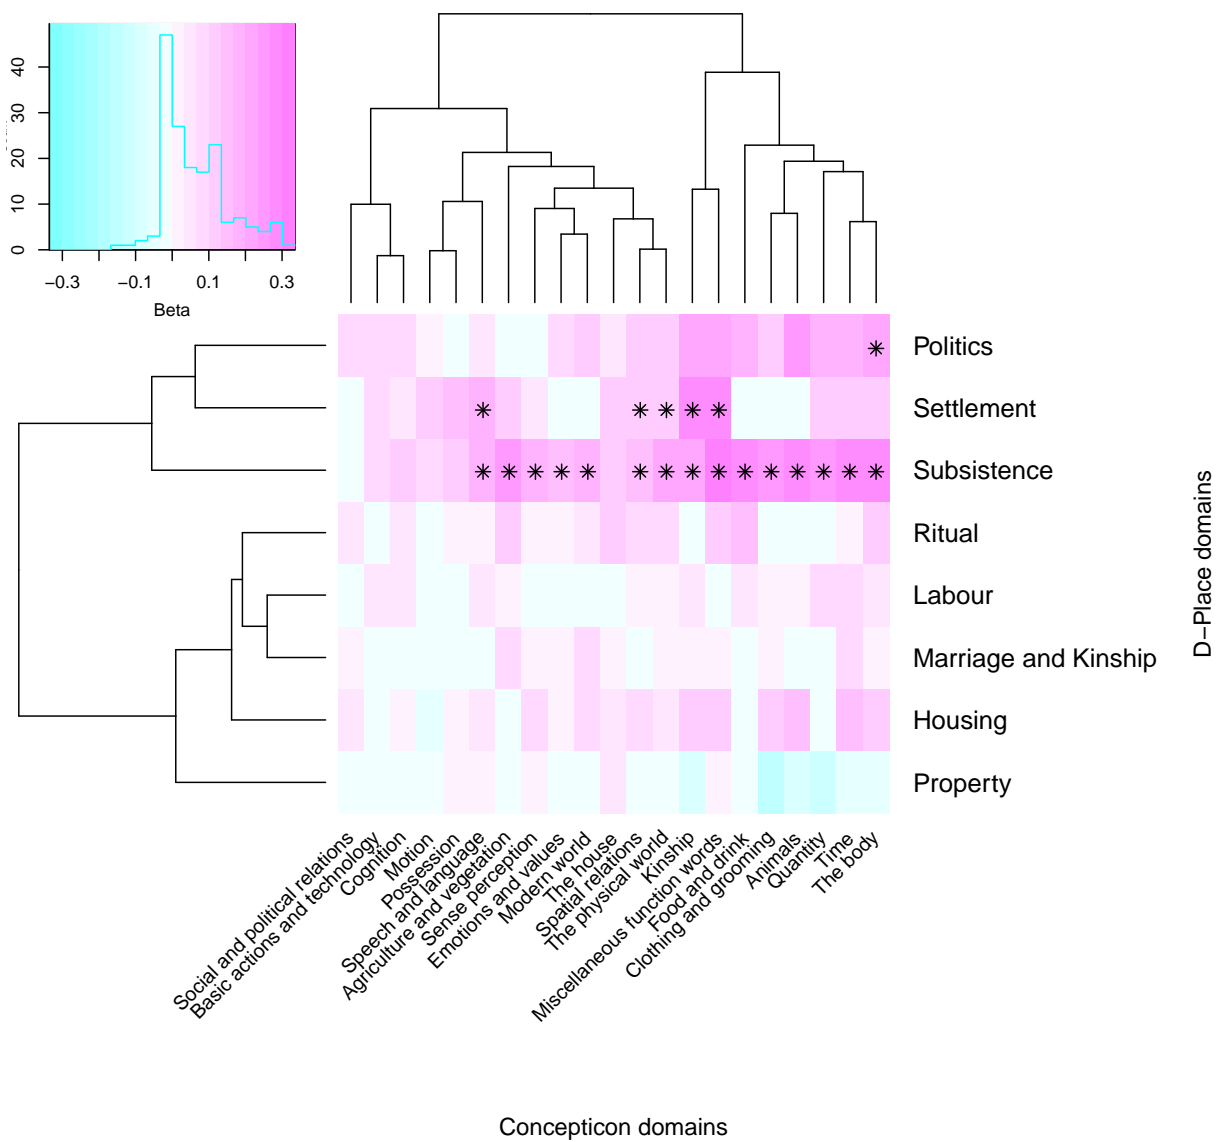 40
30
20
10
0
−0.3
−0.1
0.1
0.3
Beta
Politics
Settlement
Subsistence
Ritual
Labour
Marriage and Kinship
Housing
Property
D−Place domains
Social and political relations
Basic actions and technology
Cognition
Motion
Possession
Speech and language
Agriculture and vegetation
Sense perception
Emotions and values
Modern world
The house
Spatial relations
The physical world
Kinship
Miscellaneous function words
Food and drink
Clothing and grooming
Animals
Quantity
Time
The body
Concepticon domains